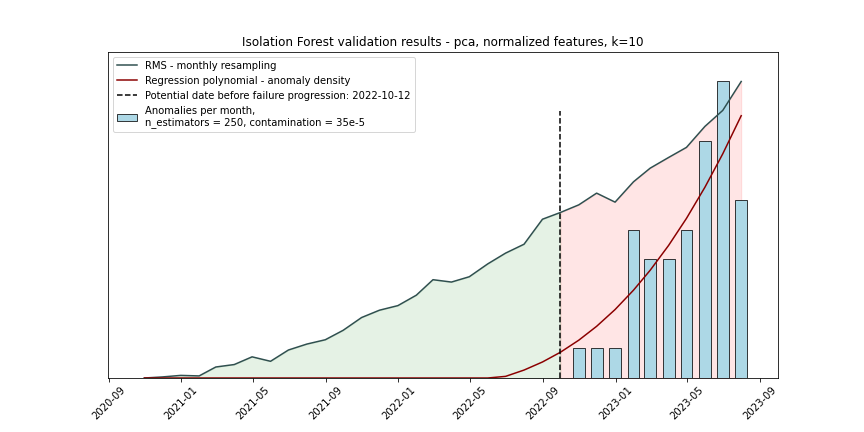 Isolation Forest validation results - pca, normalized features, k=10
RMS - monthly resampling
Regression polynomial - anomaly density
Potential date before failure progression: 2022-10-12
Anomalies per month,
n_estimators = 250, contamination = 35e-5
2020-09
2021-01
2021-05
2021-09
2022-01
2022-05
2022-09
2023-01
2023-05
2023-09